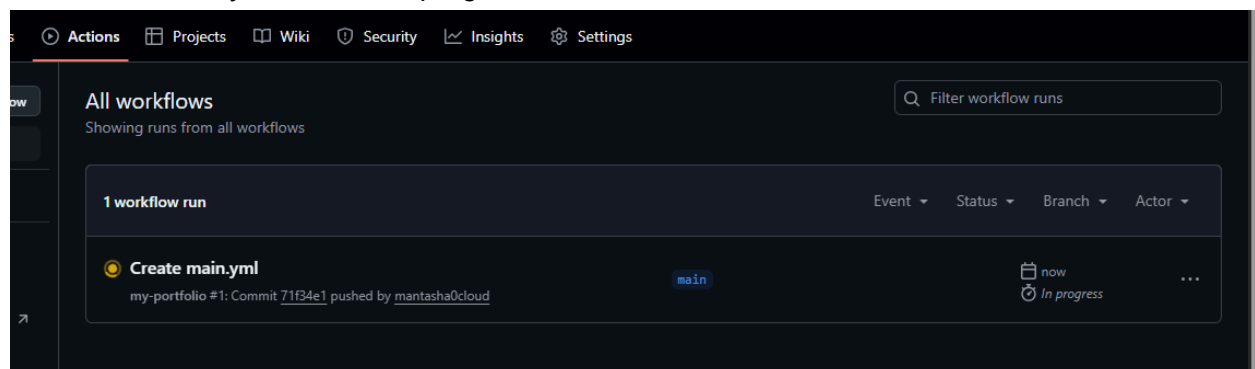 Actions Projects Wiki Security Insights Settings
ow
All workflows
Filter workflow runs
Showing runs from all workflows
1 workflow run
Event Status Branch Actor
Create main.yml
my-portfolio #1: Commit 71f34e1 pushed by mantasha0cloud
main
now
In progress